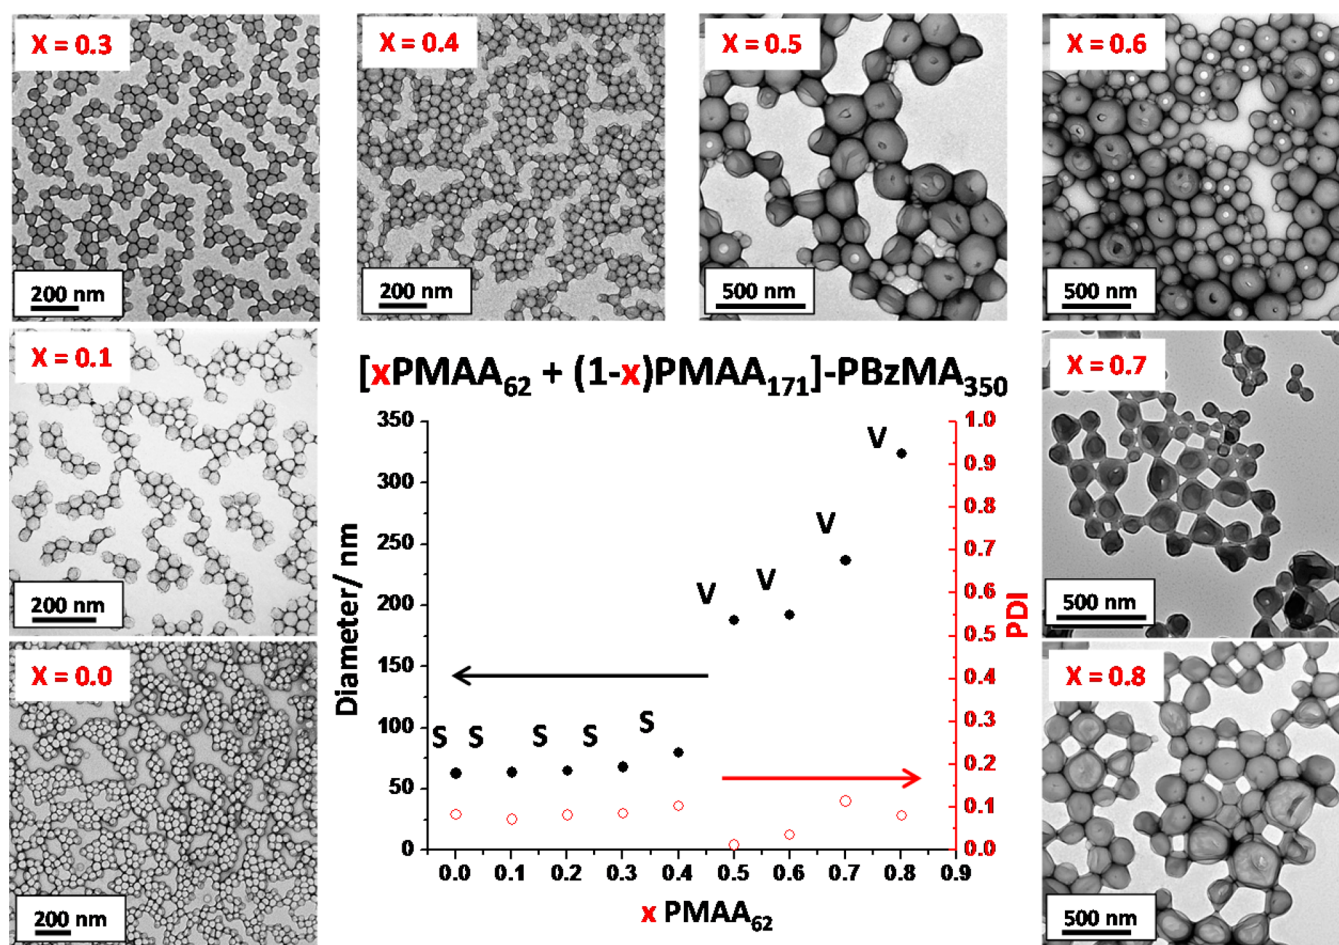 X = 0.3
200 nm
X = 0.4
200 nm
X = 0.5
500 nm
X = 0.6
500 nm
X = 0.1
200 nm
X = 0.0
200 nm
[xPMAA62 + (1-x)PMAA171]-PBzMA350
350
300
250
200
150
100
50
0
Diameter/ nm
S S S S S V V V V
1.0
0.9
0.8
0.7
0.6
0.5
0.4
0.3
0.2
0.1
0.0
PDI
0.0 0.1 0.2 0.3 0.4 0.5 0.6 0.7 0.8 0.9
x PMAA62
X = 0.7
500 nm
X = 0.8
500 nm